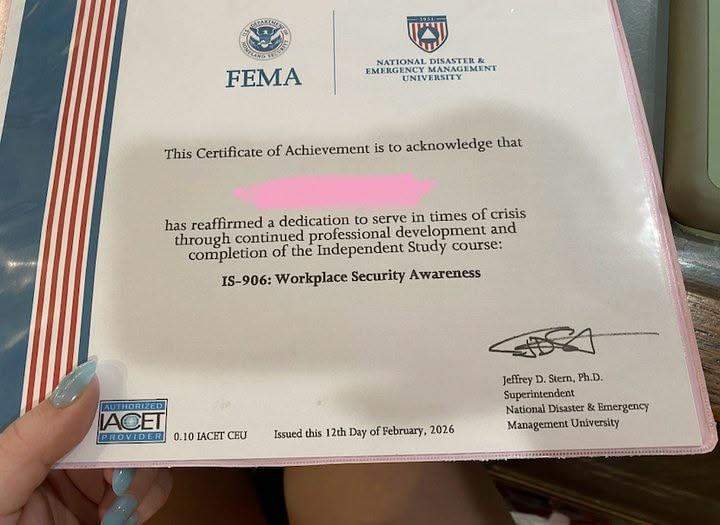 U.S. DEPARTMENT OF HOMELAND SECURITY
FEMA
1951
NATIONAL DISASTER &
EMERGENCY MANAGEMENT
UNIVERSITY
This Certificate of Achievement is to acknowledge that
has reaffirmed a dedication to serve in times of crisis
through continued professional development and
completion of the Independent Study course:
IS-906: Workplace Security Awareness
Jeffrey D. Stern, Ph.D.
Superintendent
National Disaster & Emergency
Management University
AUTHORIZED
IACET
PROVIDER
0.10 IACET CEU
Issued this 12th Day of February, 2026